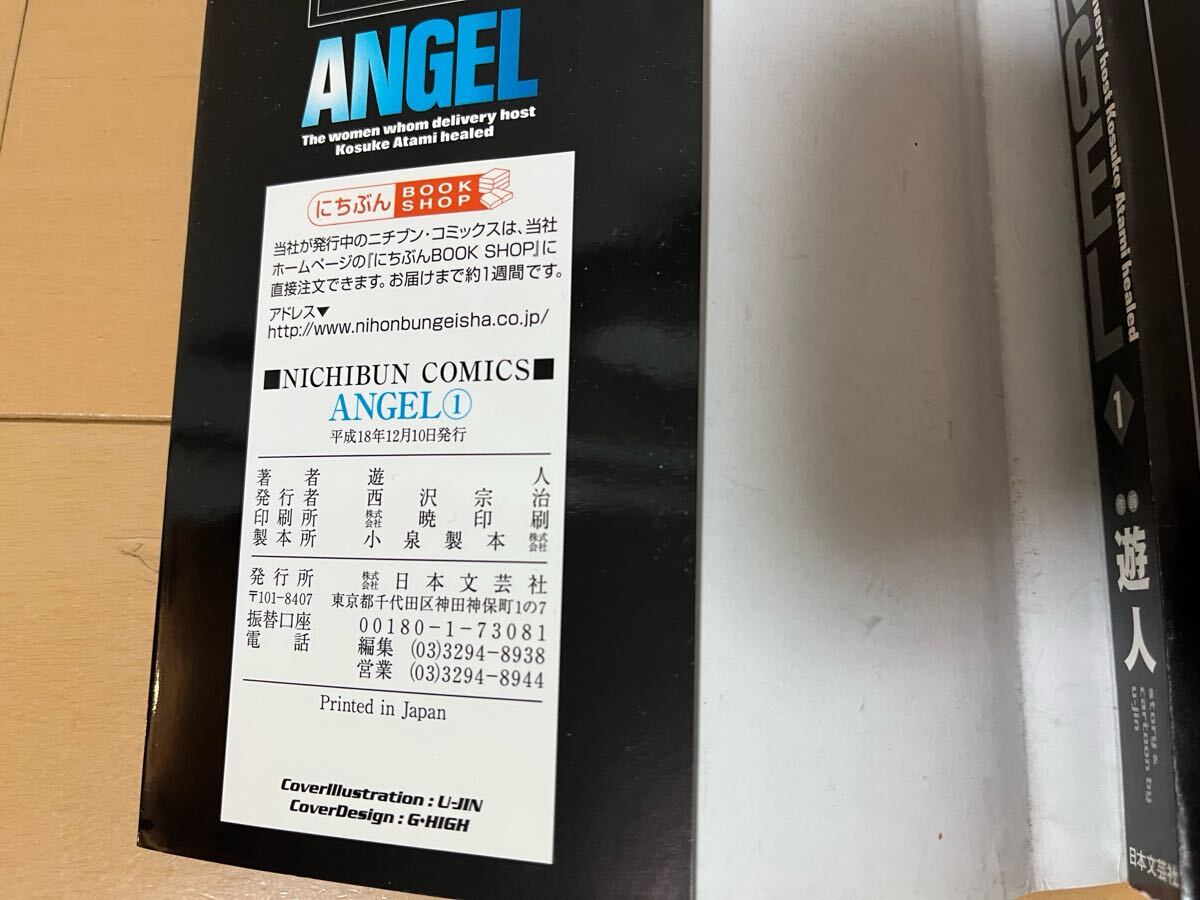 ANGEL
The women whom delivery host
Kosuke Atami healed
にちぶん BOOK SHOP
当社が発行中のニチブン・コミックスは、当社
ホームページの『にちぶんBOOK SHOP』に
直接注文できます。お届けまで約1週間です。
アドレス▼
http://www.nihonbungeisha.co.jp/
■NICHIBUN COMICS■
ANGEL①
平成18年12月10日発行
著者 遊人
発行者 西沢宗治
印刷所 株式会社 暁印刷
製本所 小泉製本 株式会社
発行所 株式会社 日本文芸社
〒101-8407 東京都千代田区神田神保町1の7
振替口座 00180-1-73081
電話 編集 (03)3294-8938
営業 (03)3294-8944
Printed in Japan
CoverIllustration : U-JIN
CoverDesign : G•HIGH
very host Kosuke Atami healed
NGEL
1
遊人
story &
cartoon by
u-jin
日本文芸社